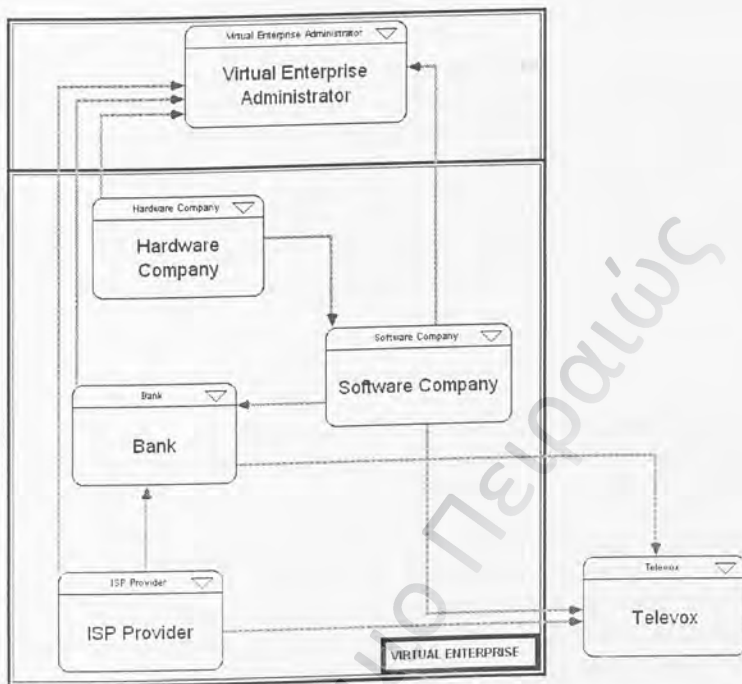 Virtual Enterprise Administrator
Virtual Enterprise
Administrator
Hardware Company
Hardware
Company
Software Company
Software Company
Bank
Bank
ISP Provider
ISP Provider
Televox
Televox
VIRTUAL ENTERPRISE
Πειραιώς